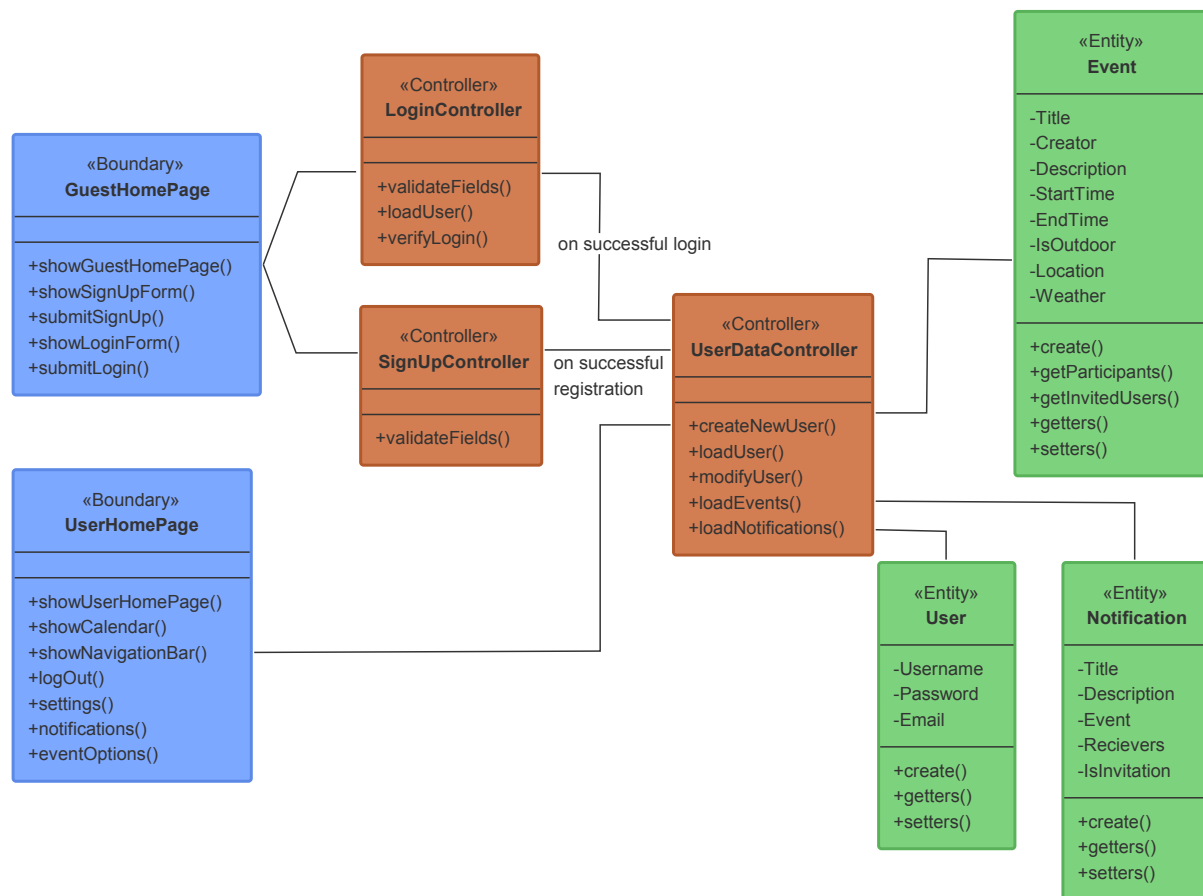 «Boundary»
GuestHomePage
+showGuestHomePage()
+showSignUpForm()
+submitSignUp()
+showLoginForm()
+submitLogin()
«Boundary»
UserHomePage
+showUserHomePage()
+showCalendar()
+showNavigationBar()
+logOut()
+settings()
+notifications()
+eventOptions()
«Controller»
LoginController
+validateFields()
+loadUser()
+verifyLogin()
«Controller»
SignUpController
+validateFields()
on successful login
on successful
registration
«Controller»
UserDataController
+createNewUser()
+loadUser()
+modifyUser()
+loadEvents()
+loadNotifications()
«Entity»
Event
-Title
-Creator
-Description
-StartTime
-EndTime
-IsOutdoor
-Location
-Weather
+create()
+getParticipants()
+getInvitedUsers()
+getters()
+setters()
«Entity»
User
-Username
-Password
-Email
+create()
+getters()
+setters()
«Entity»
Notification
-Title
-Description
-Event
-Recievers
-IsInvitation
+create()
+getters()
+setters()